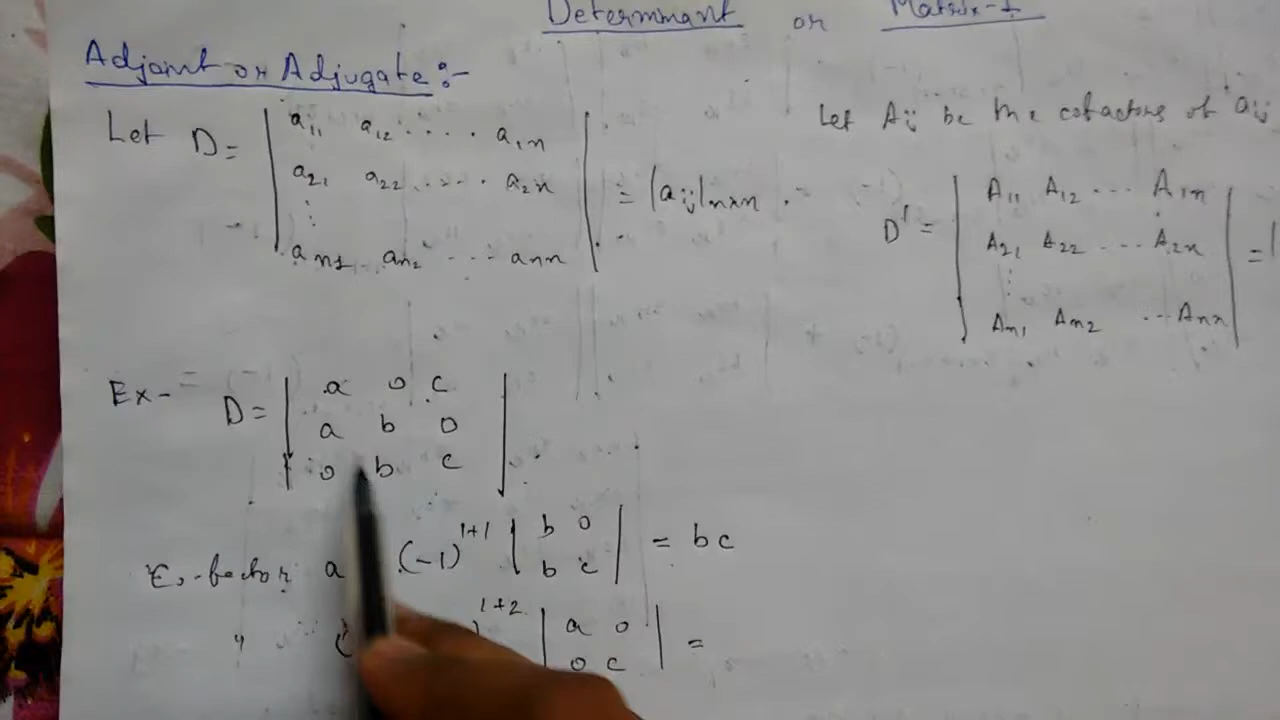 Determinant or Matrix-1
Adjoint or Adjugate :-
Let D = | a₁₁ a₁₂ .... a₁ₙ |
| a₂₁ a₂₂ ..... a₂ₙ | = |aᵢⱼ|ₙₓₙ .
⋮
| aₙ₁ aₙ₂ ... aₙₙ |
Let Aᵢⱼ be the cofactors of aᵢⱼ
D' = | A₁₁ A₁₂ ... A₁ₙ |
| A₂₁ A₂₂ .... A₂ₙ | = |
⋮
| Aₙ₁ Aₙ₂ ... Aₙₙ |
Ex- D = | a 0 c |
| a b 0 |
| 0 b c |
Co-factor a (-1)¹⁺¹ | b 0 | = bc
| b c |
" ) ¹⁺² | a 0 | =
| 0 c |